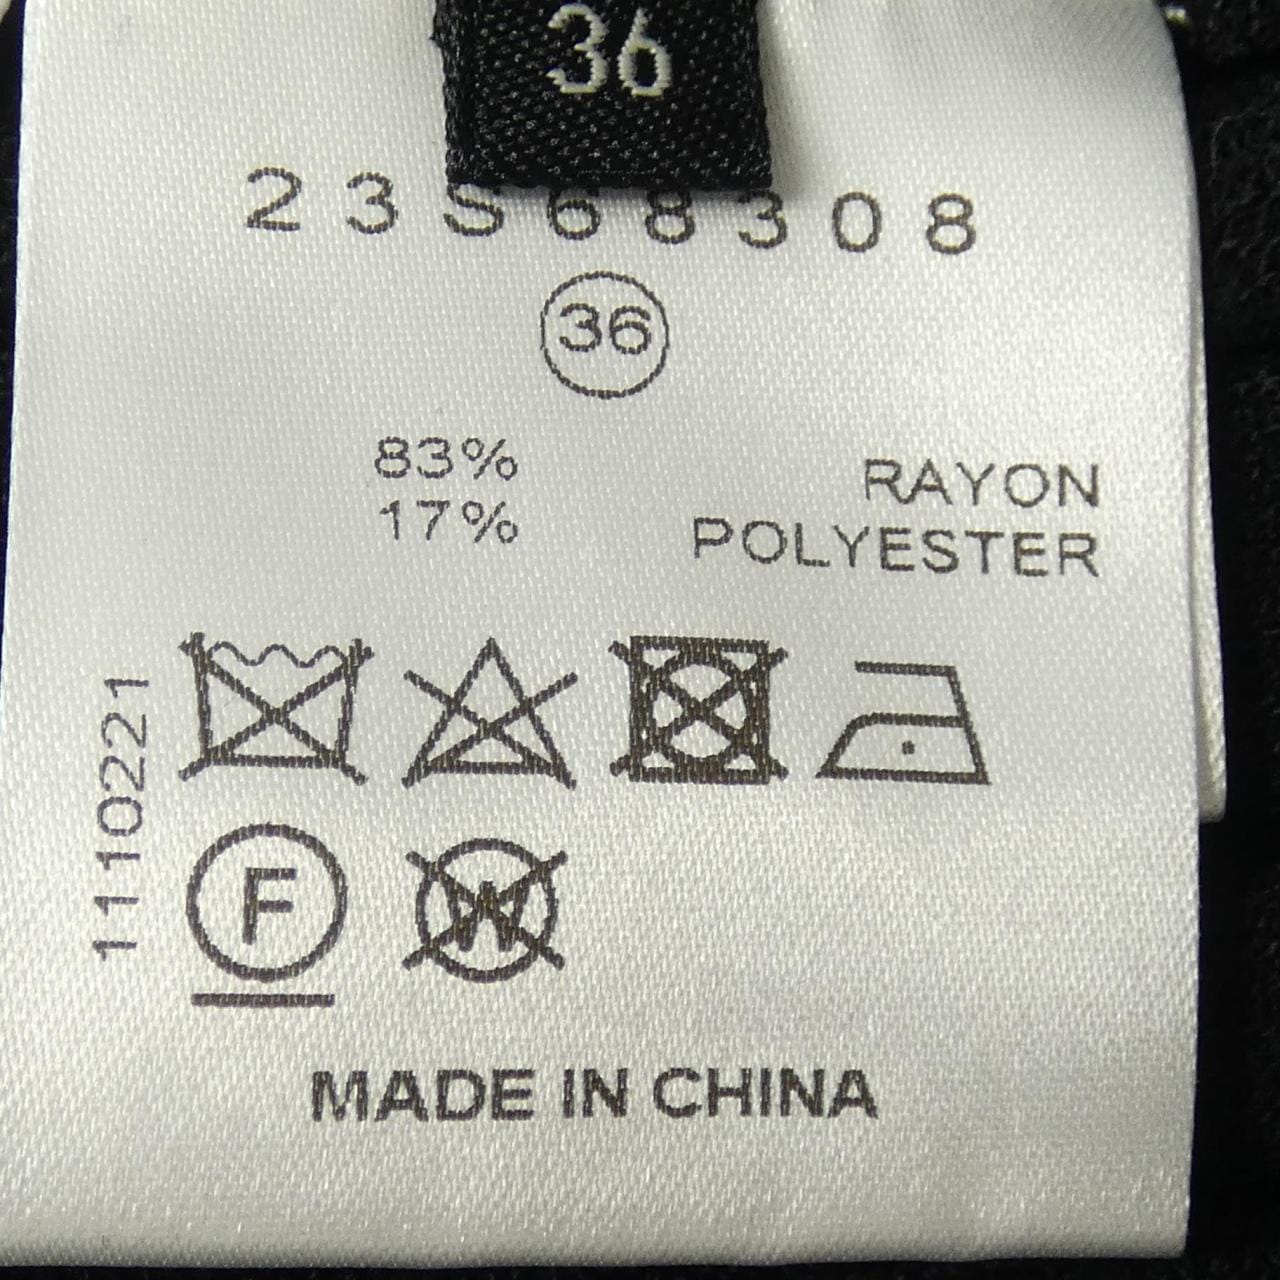 36
23S68308
36
83% RAYON
17% POLYESTER
1110221
F
W
MADE IN CHINA